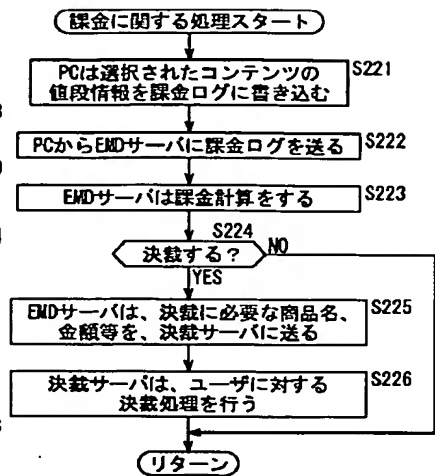 課金に関する処理スタート
PCは選択されたコンテンツの
値段情報を課金ログに書き込む
S221
PCからEMDサーバに課金ログを送る
S222
EMDサーバは課金計算をする
S223
S224
決裁する？
NO
YES
EMDサーバは、決裁に必要な商品名、
金額等を、決裁サーバに送る
S225
決裁サーバは、ユーザに対する
決裁処理を行う
S226
リターン